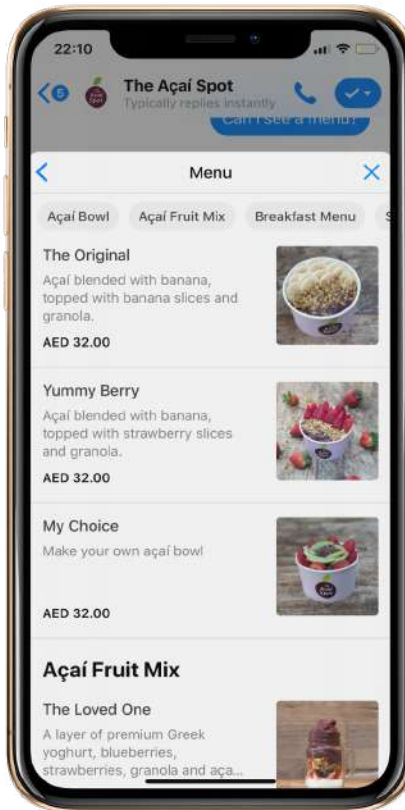 22:10
5
The Açaí Spot
Typically replies instantly
Can I see a menu?
Menu
Açaí Bowl
Açaí Fruit Mix
Breakfast Menu
S
The Original
Açaí blended with banana,
topped with banana slices and
granola.
AED 32.00
Yummy Berry
Açaí blended with banana,
topped with strawberry slices
and granola.
AED 32.00
My Choice
Make your own açaí bowl
AED 32.00
Açaí Fruit Mix
The Loved One
A layer of premium Greek
yoghurt, blueberries,
strawberries, granola and aça...